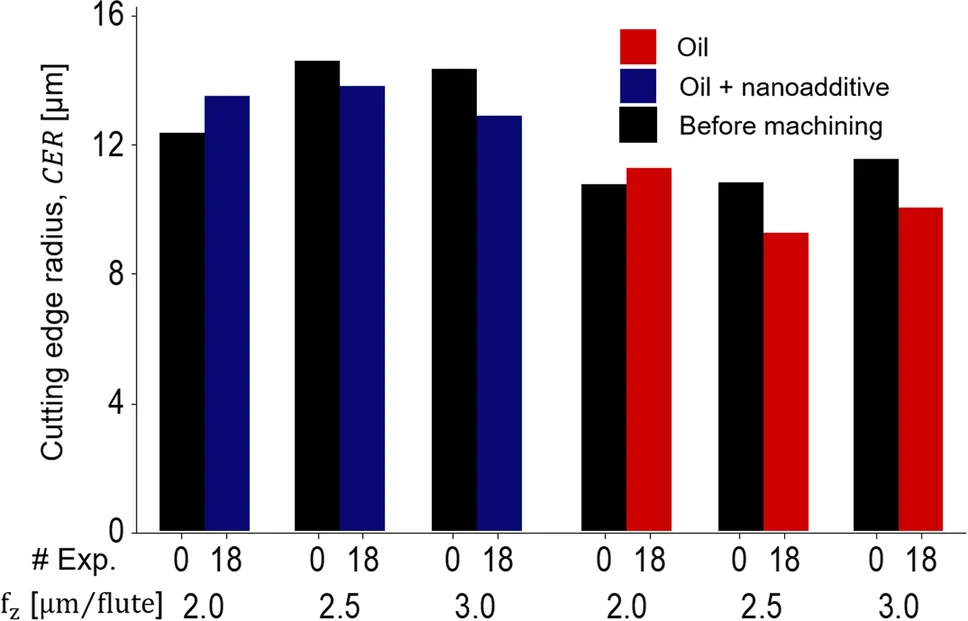 16
12
8
4
0
Cutting edge radius, CER [µm]
Oil
Oil + nanoadditive
Before machining
# Exp. 0 18 0 18 0 18 0 18 0 18 0 18
fz [µm/flute] 2.0 2.5 3.0 2.0 2.5 3.0